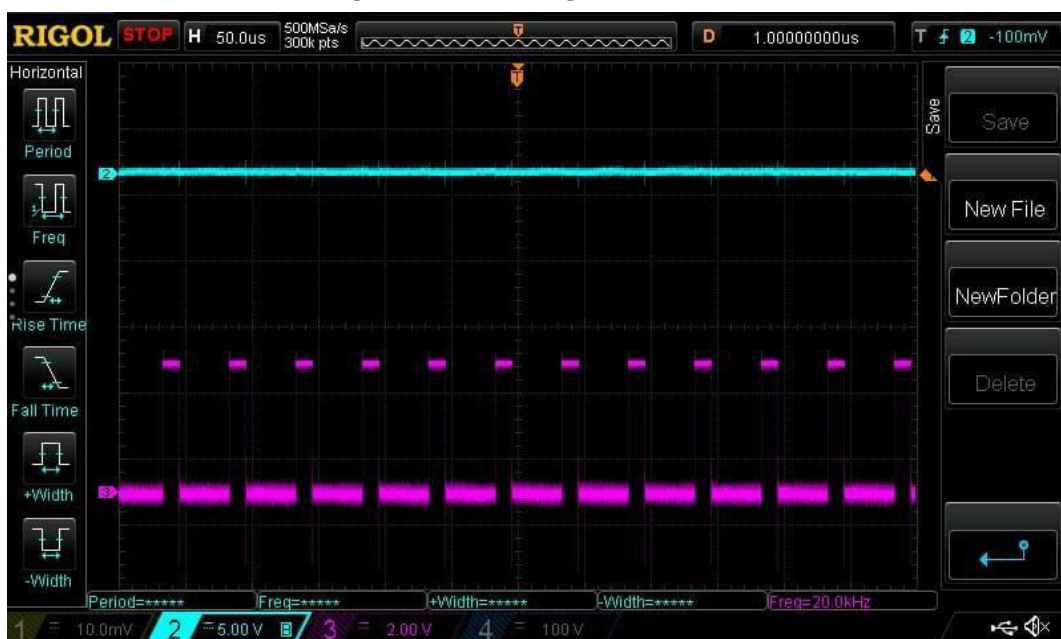 RIGOL STOP H 50.0us 500MSa/s 300k pts T D 1.00000000us T 2 -100mV
Horizontal
Period
Freq
Rise Time
Fall Time
+Width
-Width
T
2
3
Save
Save
New File
NewFolder
Delete
Period=***** Freq=***** +Width=***** -Width=***** Freq=20.0kHz
1 = 10.0mV 2 = 5.00 V B 3 = 2.00 V 4 = 100 V